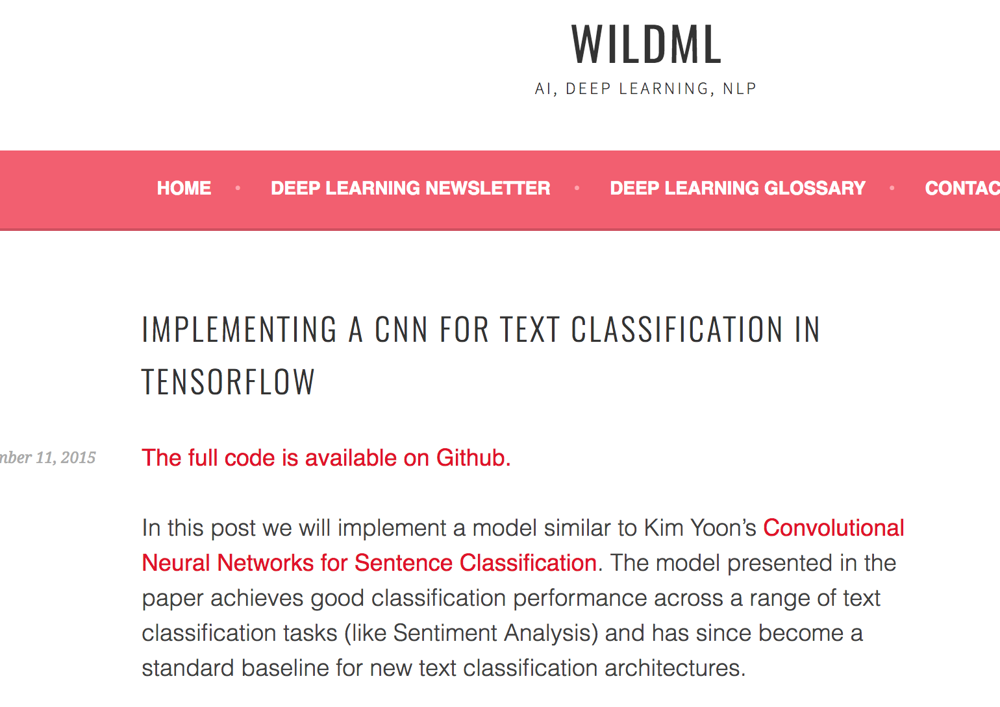 WILDML
AI, DEEP LEARNING, NLP
HOME • DEEP LEARNING NEWSLETTER • DEEP LEARNING GLOSSARY • CONTAC
IMPLEMENTING A CNN FOR TEXT CLASSIFICATION IN
TENSORFLOW
mber 11, 2015
The full code is available on Github.
In this post we will implement a model similar to Kim Yoon’s Convolutional
Neural Networks for Sentence Classification. The model presented in the
paper achieves good classification performance across a range of text
classification tasks (like Sentiment Analysis) and has since become a
standard baseline for new text classification architectures.